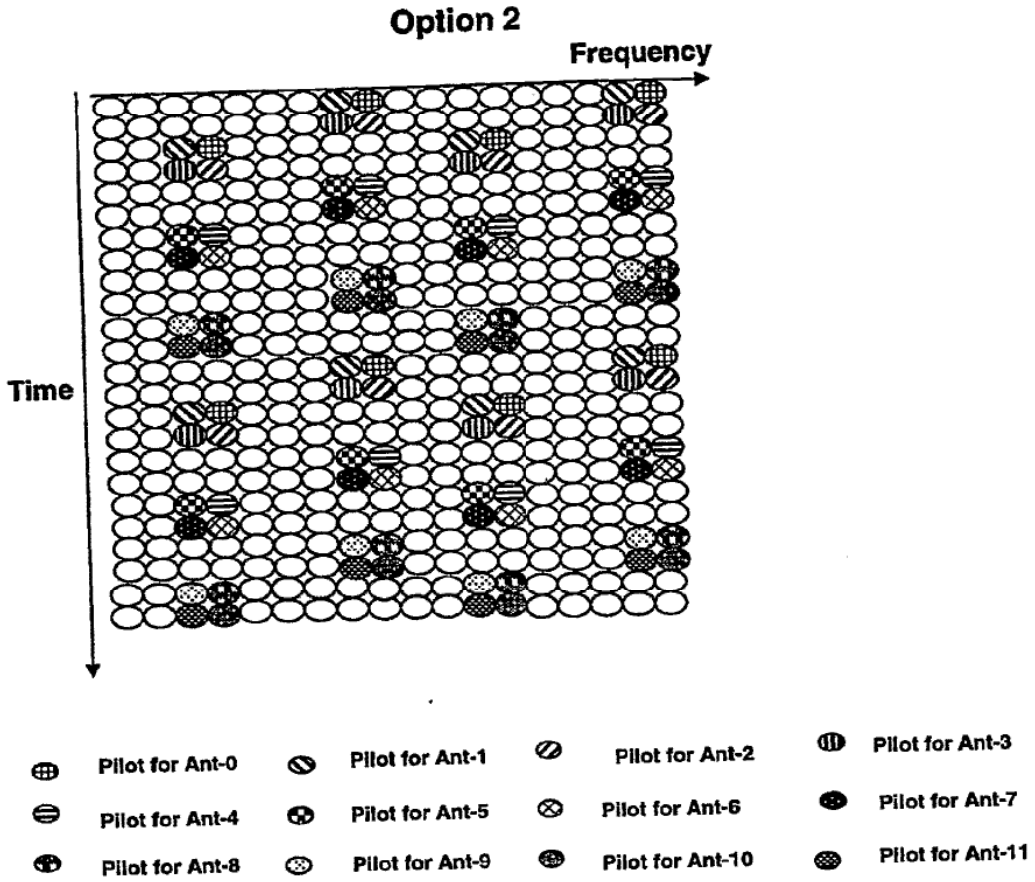 Option 2
Frequency
Time
Pilot for Ant-0
Pilot for Ant-1
Pilot for Ant-2
Pilot for Ant-3
Pilot for Ant-4
Pilot for Ant-5
Pilot for Ant-6
Pilot for Ant-7
Pilot for Ant-8
Pilot for Ant-9
Pilot for Ant-10
Pilot for Ant-11